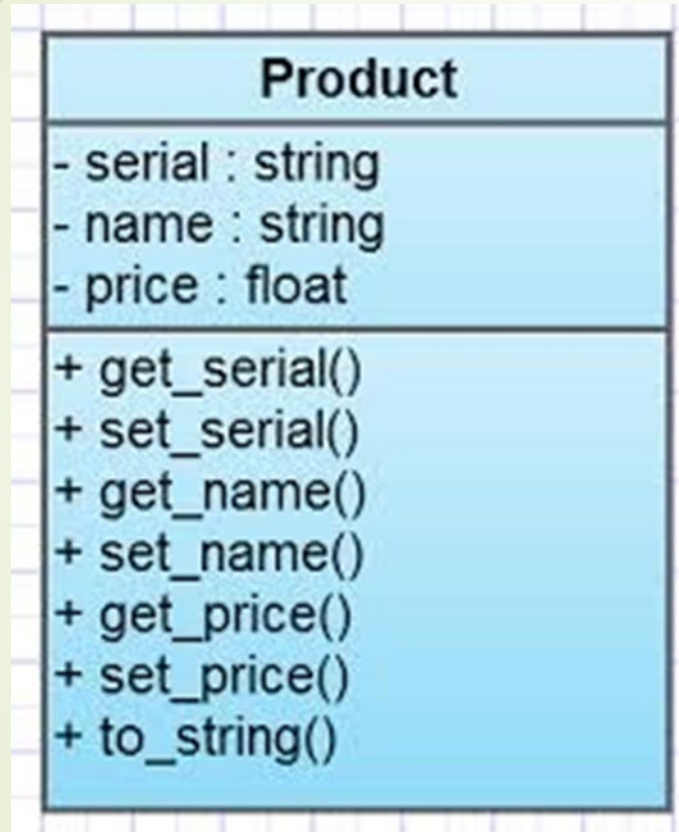 Product
- serial : string
- name : string
- price : float
+ get_serial()
+ set_serial()
+ get_name()
+ set_name()
+ get_price()
+ set_price()
+ to_string()